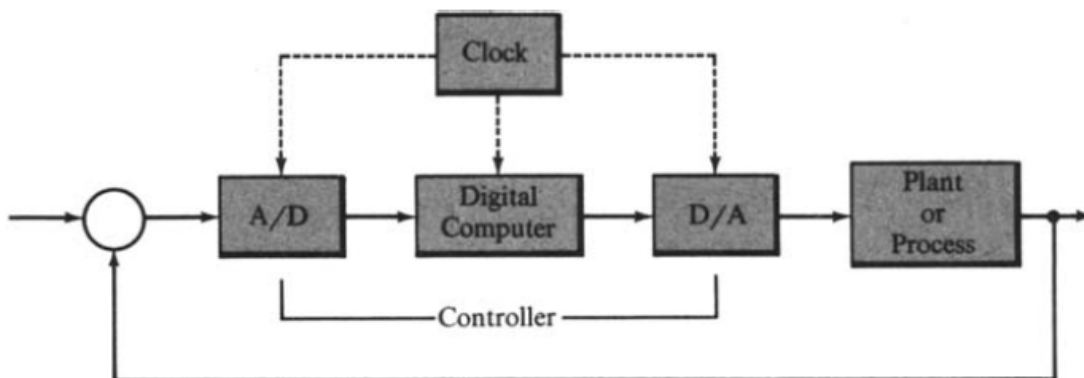 Clock
A/D
Digital
Computer
D/A
Plant
or
Process
Controller